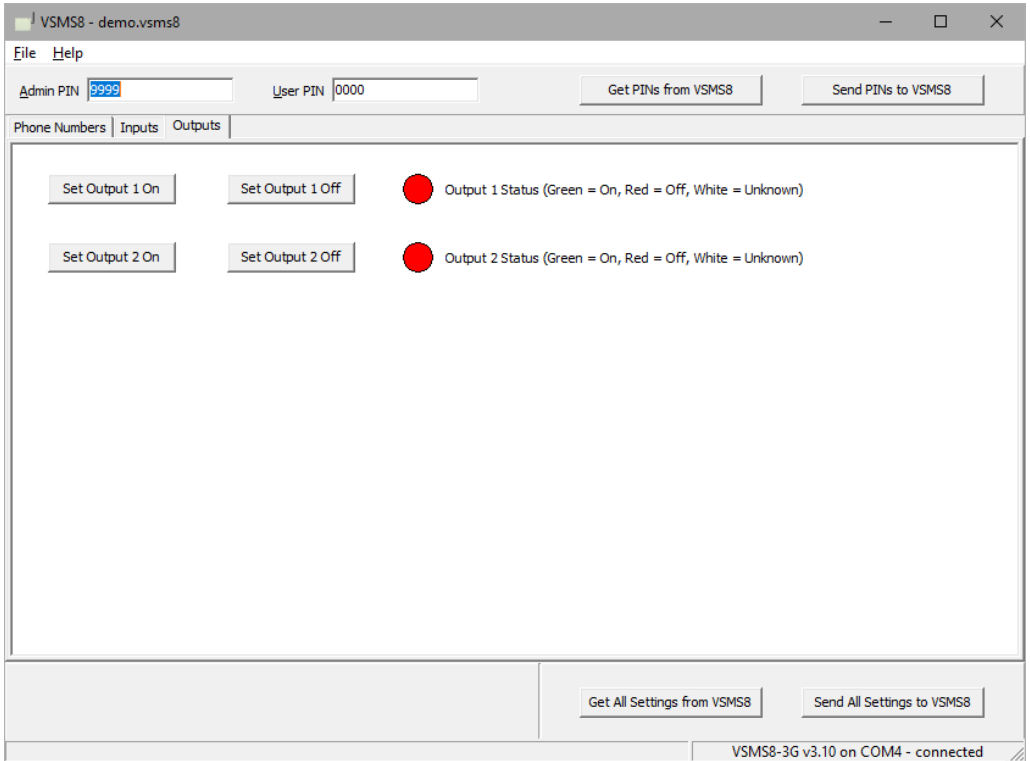 VSMS8 - demo.vsms8
File Help
Admin PIN 9999 User PIN 0000 Get PINs from VSMS8 Send PINs to VSMS8
Phone Numbers Inputs Outputs
Set Output 1 On Set Output 1 Off Output 1 Status (Green = On, Red = Off, White = Unknown)
Set Output 2 On Set Output 2 Off Output 2 Status (Green = On, Red = Off, White = Unknown)
Get All Settings from VSMS8 Send All Settings to VSMS8
VSMS8-3G v3.10 on COM4 - connected